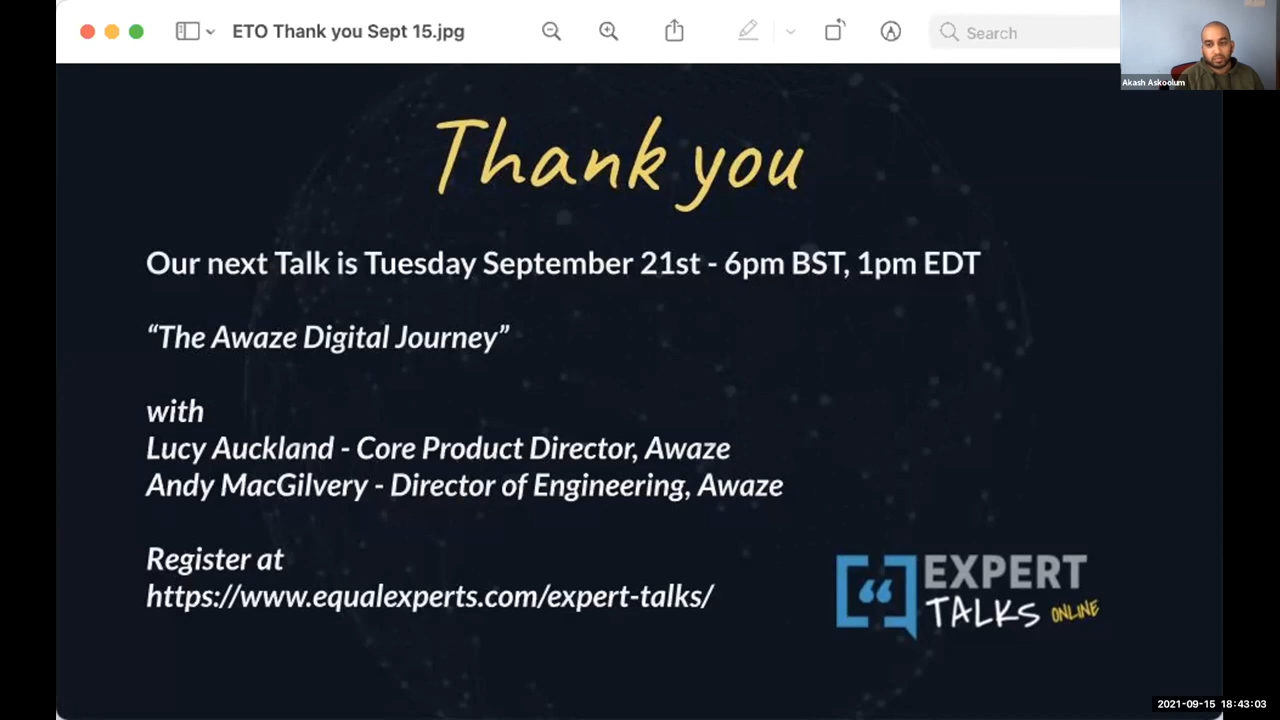 ETO Thank you Sept 15.jpg
Search
Akash Askoolum
Thank you
Our next Talk is Tuesday September 21st - 6pm BST, 1pm EDT
“The Awaze Digital Journey”
with
Lucy Auckland - Core Product Director, Awaze
Andy MacGilvery - Director of Engineering, Awaze
Register at
https://www.equalexperts.com/expert-talks/
EXPERT
TALKS ONLINE
2021-09-15 18:43:03